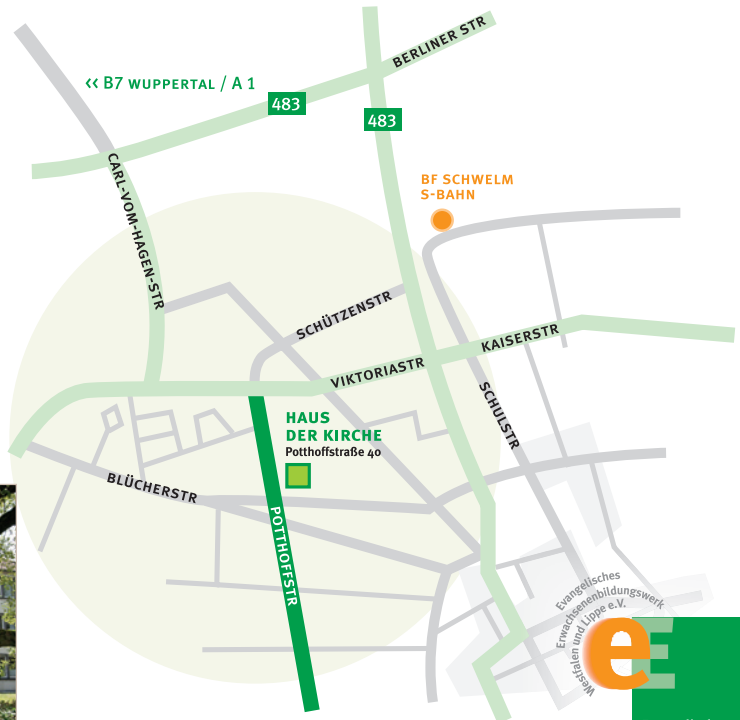 BERLINER STR
<< B7 WUPPERTAL / A 1
483
483
CARL-VOM-HAGEN-STR
BF SCHWELM
S-BAHN
SCHÜTZENSTR
KAISERSTR
VIKTORIASTR
SCHULSTR
HAUS
DER KIRCHE
Potthoffstraße 40
BLÜCHERSTR
POTTHOFFSTR
Evangelisches
Erwachsenenbildungswerk
Westfalen und Lippe e.V.
eE